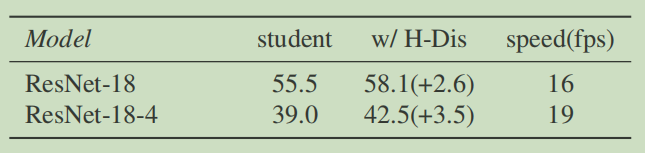 Model student w/ H-Dis speed(fps)
ResNet-18 55.5 58.1(+2.6) 16
ResNet-18-4 39.0 42.5(+3.5) 19